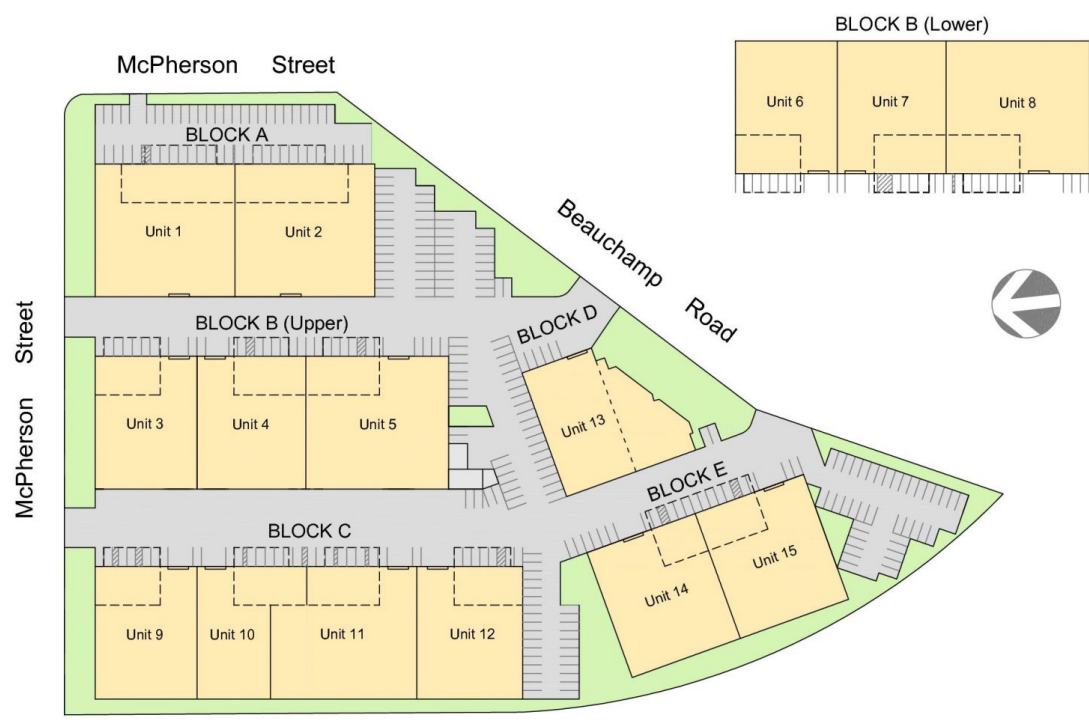 BLOCK B (Lower)
Unit 6
Unit 7
Unit 8
McPherson Street
BLOCK A
Unit 1
Unit 2
Beauchamp Road
McPherson Street
BLOCK B (Upper)
BLOCK D
Unit 3
Unit 4
Unit 5
Unit 13
BLOCK C
BLOCK E
Unit 9
Unit 10
Unit 11
Unit 12
Unit 14
Unit 15